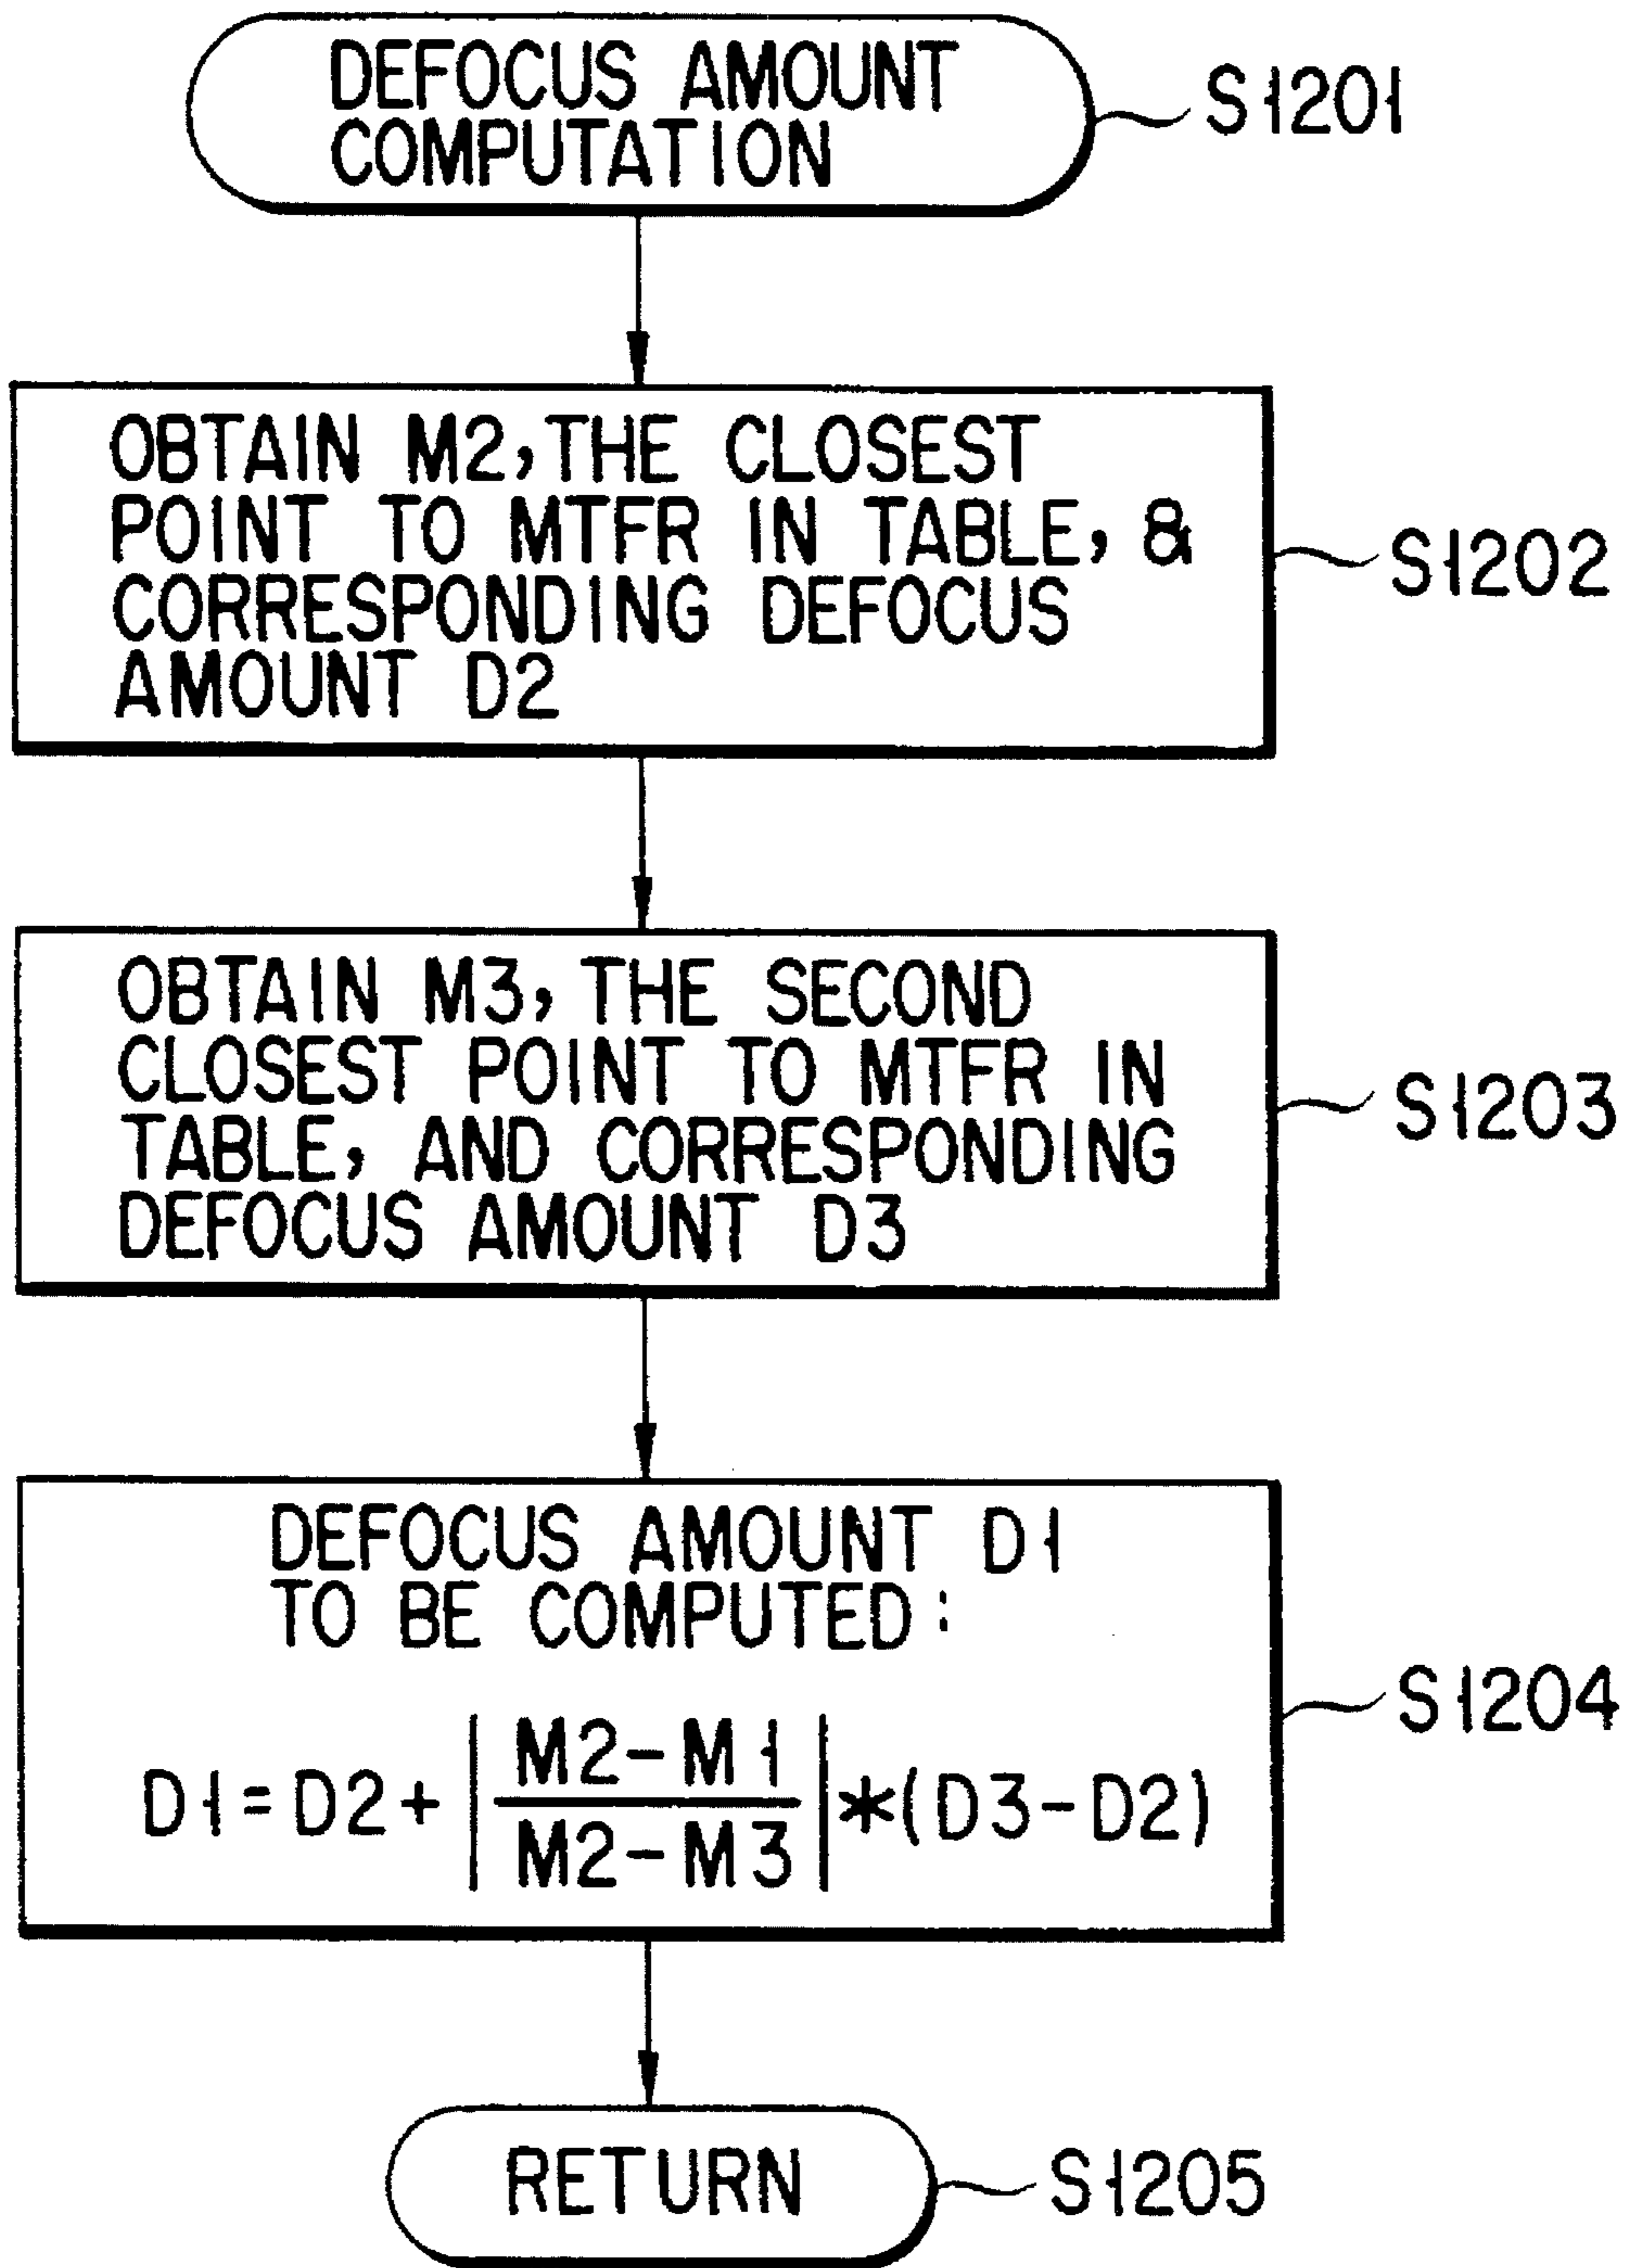 DEFOCUS AMOUNT
COMPUTATION
S1201
OBTAIN M2, THE CLOSEST
POINT TO MTFR IN TABLE, &
CORRESPONDING DEFOCUS
AMOUNT D2
S1202
OBTAIN M3, THE SECOND
CLOSEST POINT TO MTFR IN
TABLE, AND CORRESPONDING
DEFOCUS AMOUNT D3
S1203
DEFOCUS AMOUNT D1
TO BE COMPUTED:
D1=D2+|M2-M1/M2-M3|*(D3-D2)
S1204
RETURN
S1205